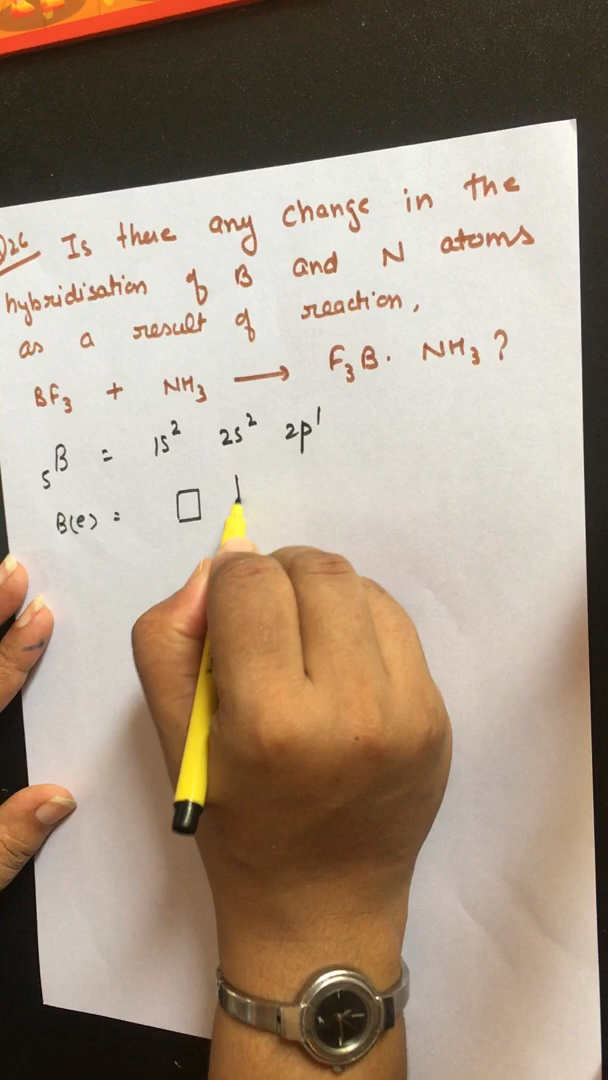 Q26 Is there any change in the
hybridisation of B and N atoms
as a result of reaction,
BF₃ + NH₃ ⟶ F₃B. NH₃ ?
₅B = 1s² 2s² 2p¹
B(e) =